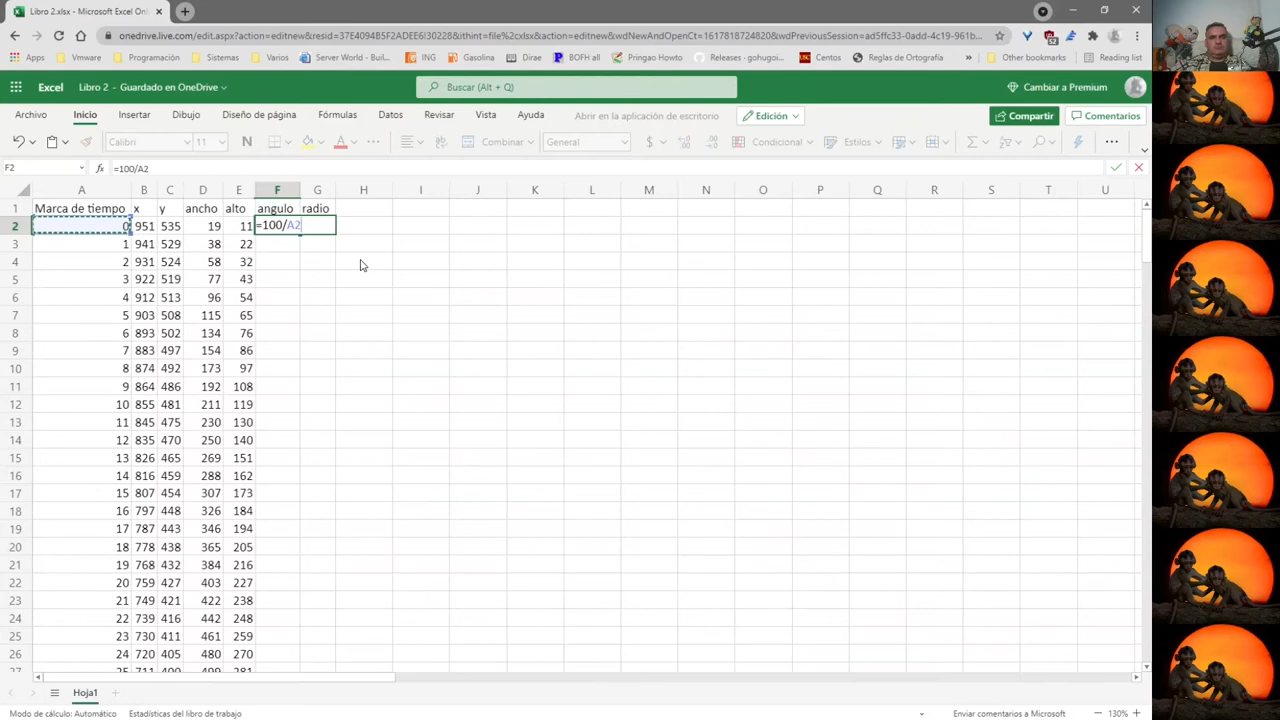 Libro 2.xlsx - Microsoft Excel Onl
onedrive.live.com/edit.aspx?action=editnew&resid=37E409485F2ADEE6!30228&ithint=file%2cxlsx&action=editnew&wdNewAndOpenCt=1617818724820&wdPreviousSession=ad5ffc33-0add-4c19-961b...
52
Apps Programación Sistemas Varios Server World - Buil... ING Gasolina Dirae BOFH all Pingao Howto Releases · gohugoi... Centos Reglas de Ortografía » Other bookmarks Reading list
Excel Libro 2 - Guardado en OneDrive Buscar (Alt + Q) Cambiar a Premium
Archivo Inicio Insertar Dibujo Diseño de página Fórmulas Datos Revisar Vista Ayuda Abrir en la aplicación de escritorio Edición Compartir Comentarios
Calibri 11 N A Combinar General $ Condicional Estilos Σ
F2 fx =100/A2
A B C D E F G H I J K L M N O P Q R S T U
1 Marca de tiempo x y ancho alto angulo radio
2 0 951 535 19 11 =100/A2
3 1 941 529 38 22
4 2 931 524 58 32
5 3 922 519 77 43
6 4 912 513 96 54
7 5 903 508 115 65
8 6 893 502 134 76
9 7 883 497 154 86
10 8 874 492 173 97
11 9 864 486 192 108
12 10 855 481 211 119
13 11 845 475 230 130
14 12 835 470 250 140
15 13 826 465 269 151
16 14 816 459 288 162
17 15 807 454 307 173
18 16 797 448 326 184
19 17 787 443 346 194
20 18 778 438 365 205
21 19 768 432 384 216
22 20 759 427 403 227
23 21 749 421 422 238
24 22 739 416 442 248
25 23 730 411 461 259
26 24 720 405 480 270
27 25 711 400 499 281
Hoja1
Modo de cálculo: Automático Estadísticas del libro de trabajo Enviar comentarios a Microsoft 130%